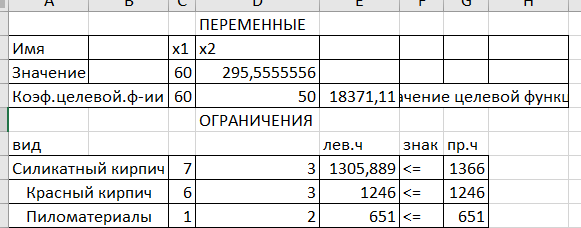 A B C D E F G H
ПЕРЕМЕННЫЕ
Имя x1 x2
Значение 60 295,5555556
Коэф.целевой.ф-ии 60 50 18371,11 ачение целевой функц
ОГРАНИЧЕНИЯ
вид лев.ч знак пр.ч
Силикатный кирпич 7 3 1305,889 <= 1366
Красный кирпич 6 3 1246 <= 1246
Пиломатериалы 1 2 651 <= 651